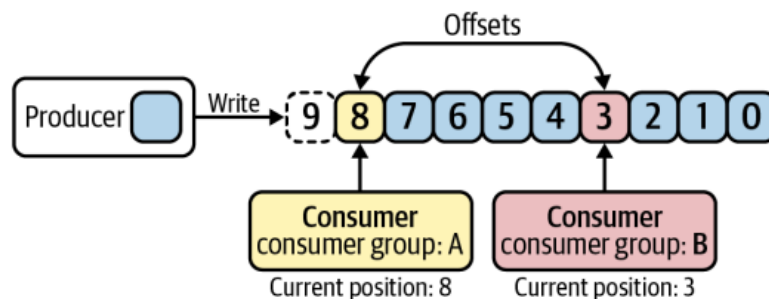 Offsets
Producer
Write
9 8 7 6 5 4 3 2 1 0
Consumer
consumer group: A
Current position: 8
Consumer
consumer group: B
Current position: 3